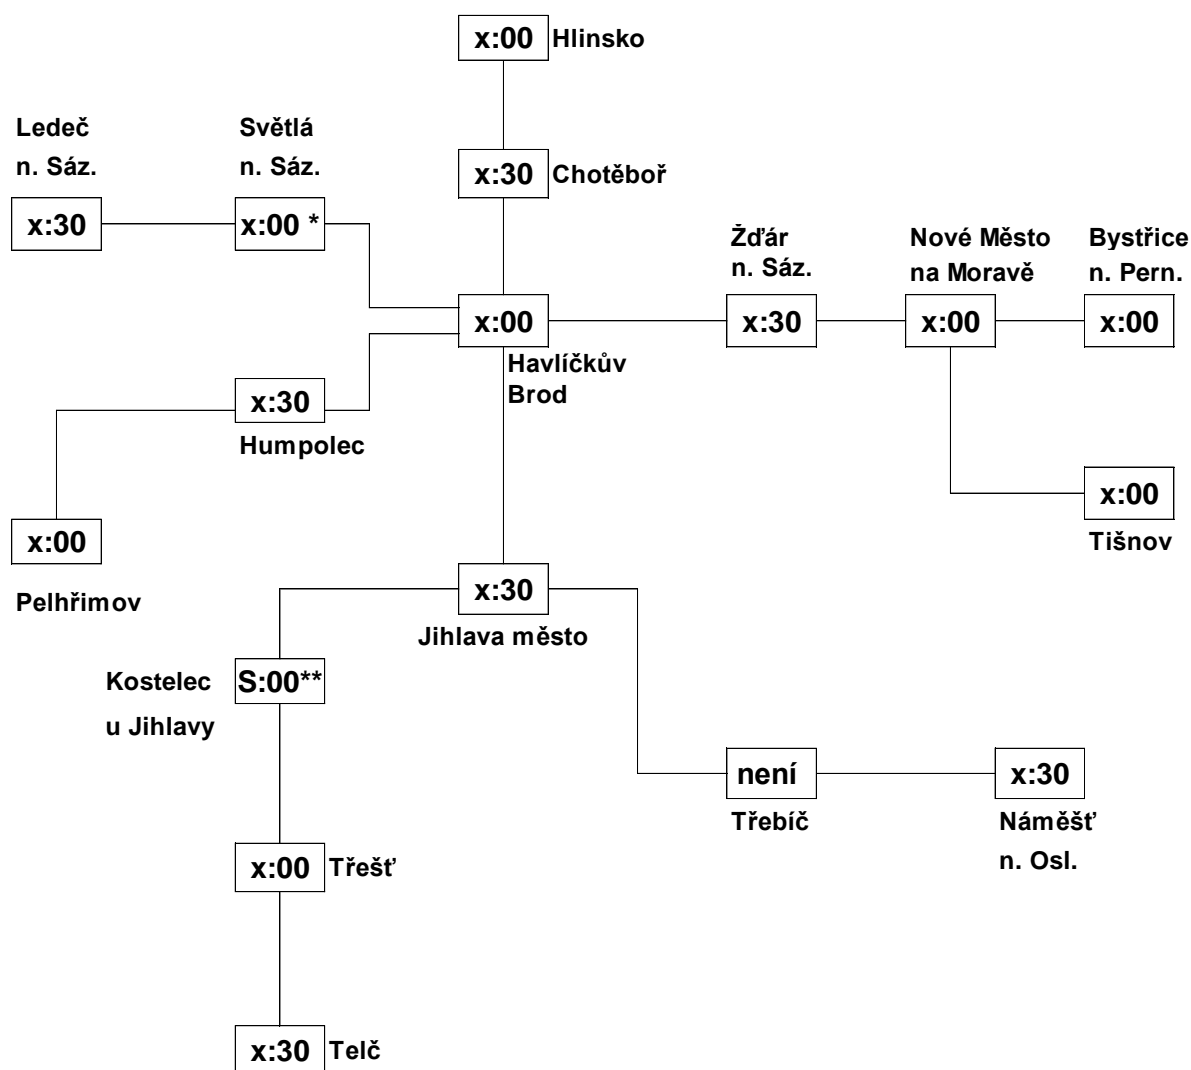 x:00 Hlinsko
Ledeč
n. Sáz.
Světlá
n. Sáz.
x:30 Chotěboř
x:30
x:00 *
Žďár
n. Sáz.
Nové Město
na Moravě
Bystřice
n. Pern.
x:00
x:30
x:00
x:00
Havlíčkův
Brod
x:30
Humpolec
x:00
Tišnov
x:00
Pelhřimov
x:30
Jihlava město
Kostelec
u Jihlavy
S:00**
není
Třebíč
x:30
Náměšť
n. Osl.
x:00 Třešť
x:30 Telč